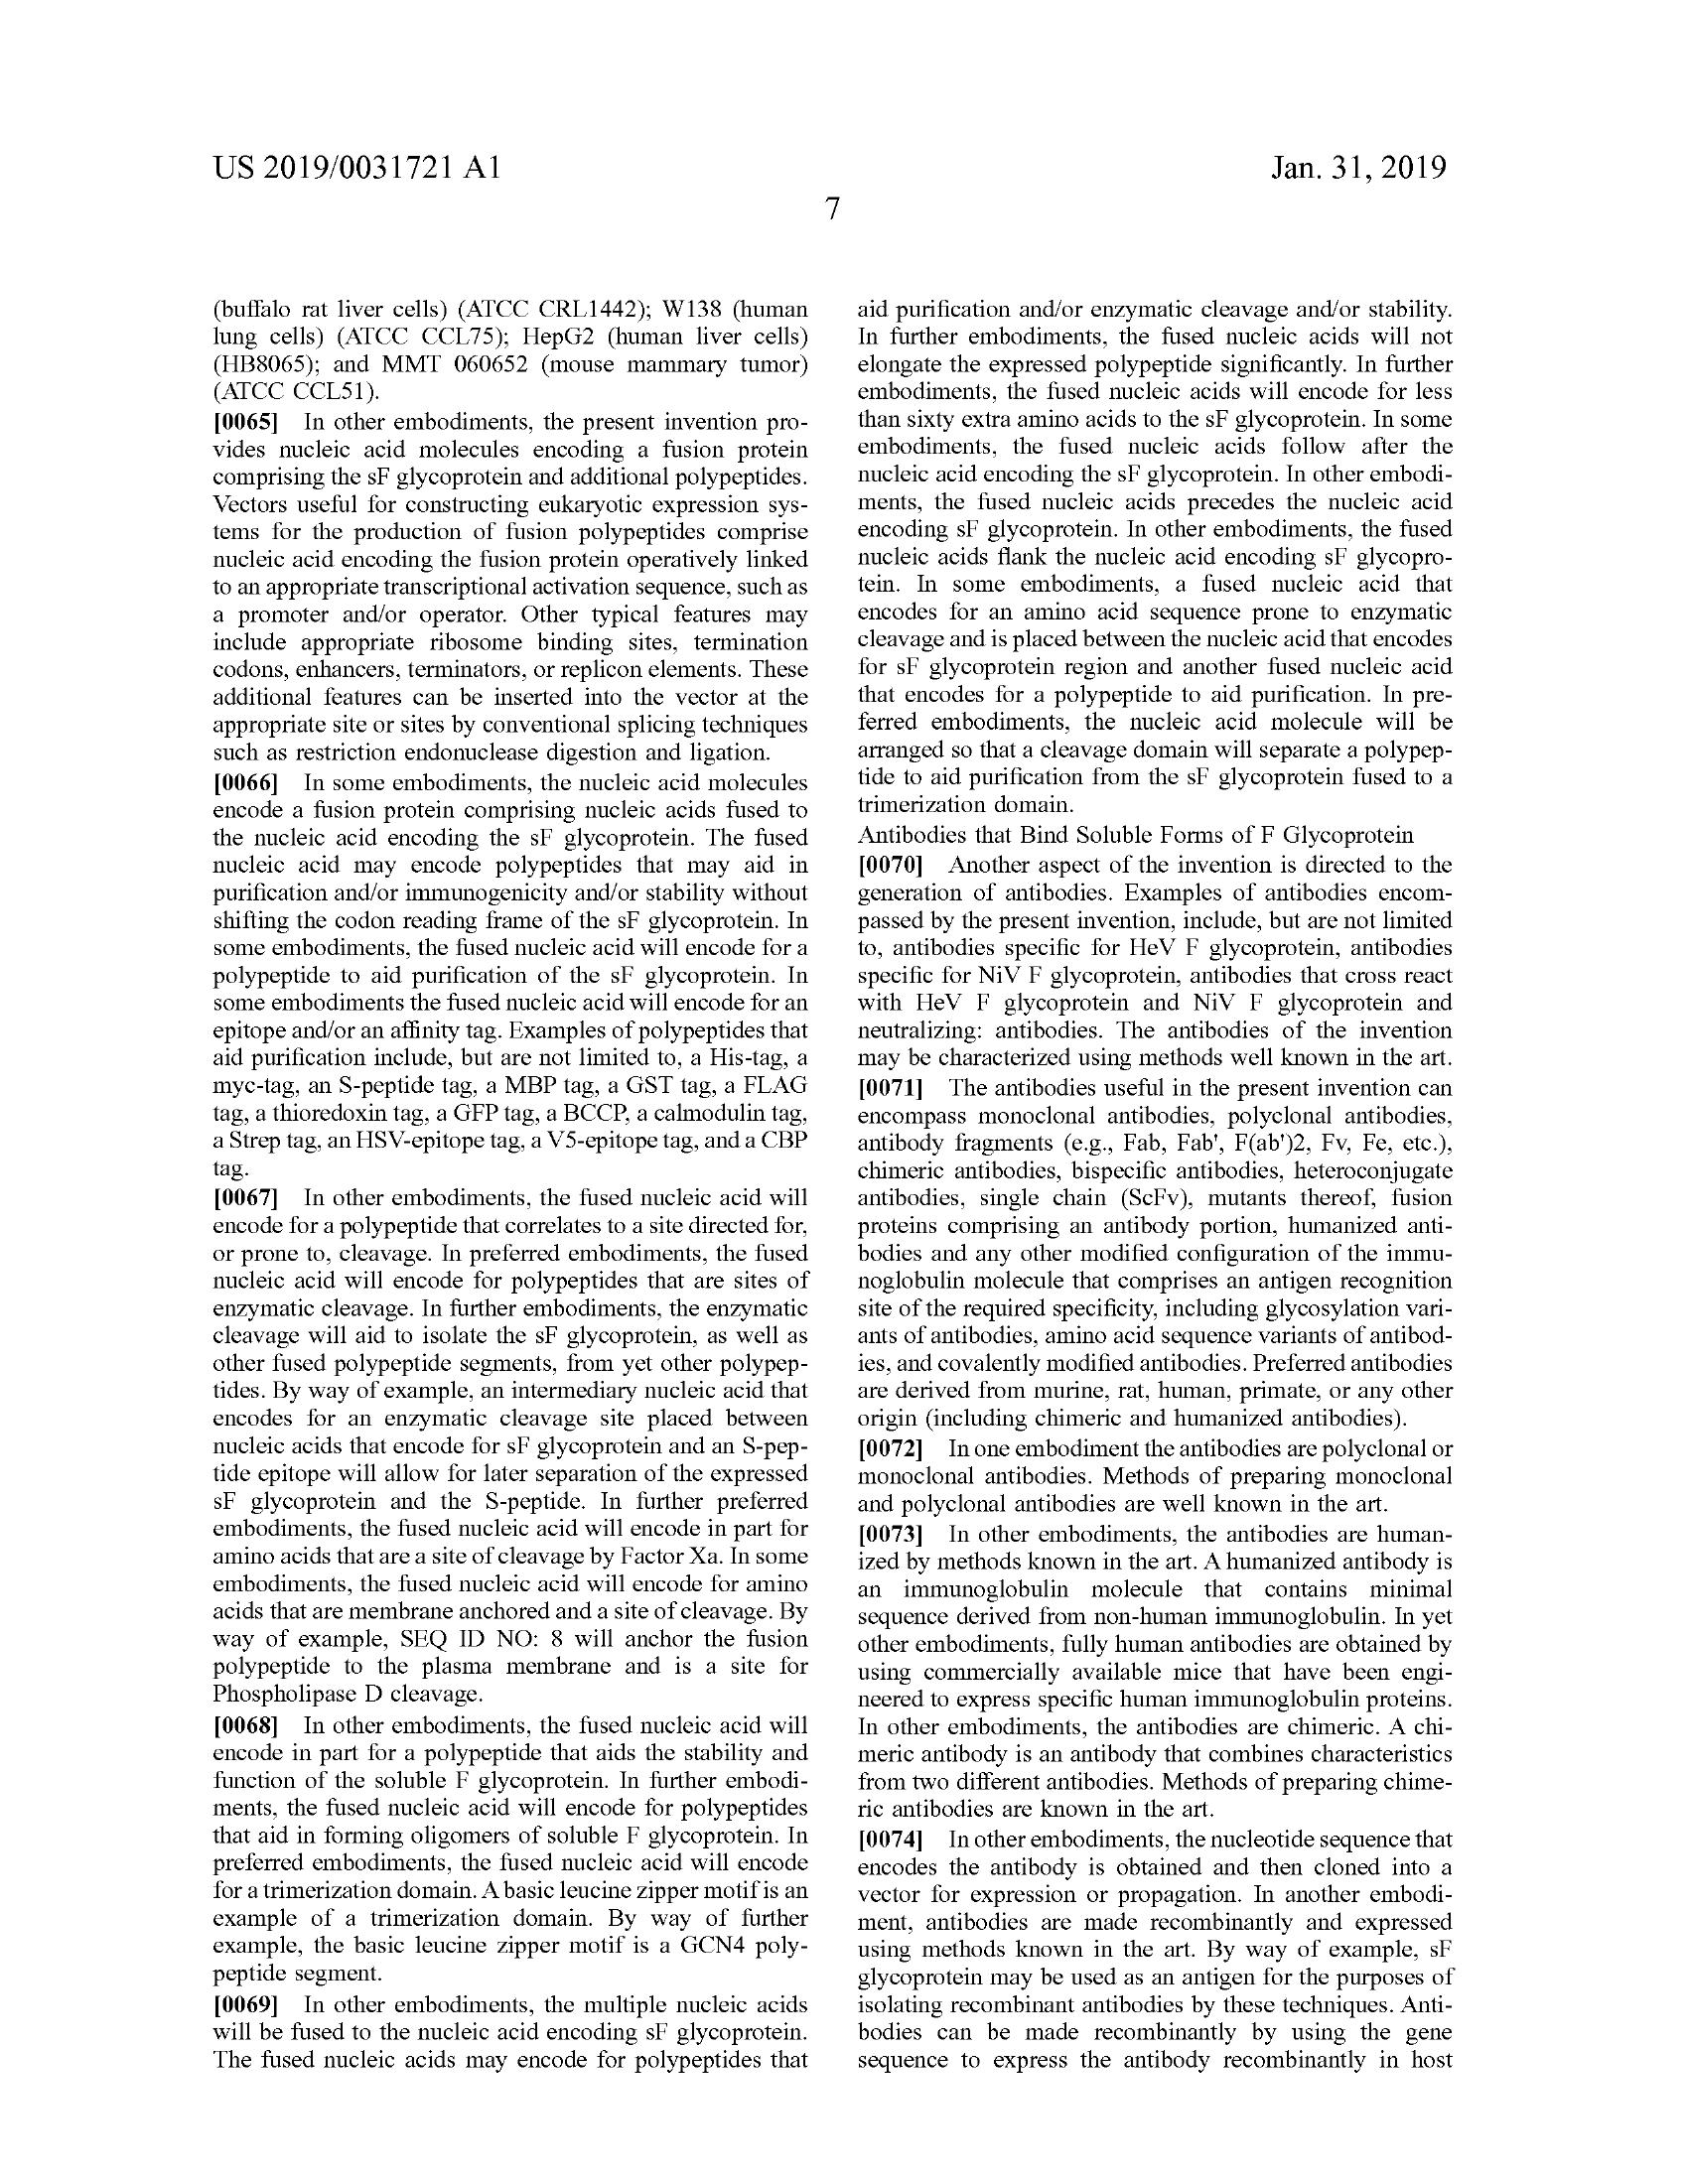 US 2019/0031721 A1
Jan. 31, 2019
7
(buffalo rat liver cells) (ATCC CRL1442); W138 (human
lung cells) (ATCC CCL75); HepG2 (human liver cells)
(HB8065); and MMT 060652 (mouse mammary tumor)
(ATCC CCL51).
[0065] In other embodiments, the present invention pro-
vides nucleic acid molecules encoding a fusion protein
comprising the sF glycoprotein and additional polypeptides.
Vectors useful for constructing eukaryotic expression sys-
tems for the production of fusion polypeptides comprise
nucleic acid encoding the fusion protein operatively linked
to an appropriate transcriptional activation sequence, such as
a promoter and/or operator. Other typical features may
include appropriate ribosome binding sites, termination
codons, enhancers, terminators, or replicon elements. These
additional features can be inserted into the vector at the
appropriate site or sites by conventional splicing techniques
such as restriction endonuclease digestion and ligation.
[0066] In some embodiments, the nucleic acid molecules
encode a fusion protein comprising nucleic acids fused to
the nucleic acid encoding the sF glycoprotein. The fused
nucleic acid may encode polypeptides that may aid in
purification and/or immunogenicity and/or stability without
shifting the codon reading frame of the sF glycoprotein. In
some embodiments, the fused nucleic acid will encode for a
polypeptide to aid purification of the sF glycoprotein. In
some embodiments the fused nucleic acid will encode for an
epitope and/or an affinity tag. Examples of polypeptides that
aid purification include, but are not limited to, a His-tag, a
myc-tag, an S-peptide tag, a MBP tag, a GST tag, a FLAG
tag, a thioredoxin tag, a GFP tag, a BCCP, a calmodulin tag,
a Strep tag, an HSV-epitope tag, a V5-epitope tag, and a CBP
tag.
[0067] In other embodiments, the fused nucleic acid will
encode for a polypeptide that correlates to a site directed for,
or prone to, cleavage. In preferred embodiments, the fused
nucleic acid will encode for polypeptides that are sites of
enzymatic cleavage. In further embodiments, the enzymatic
cleavage will aid to isolate the sF glycoprotein, as well as
other fused polypeptide segments, from yet other polypep-
tides. By way of example, an intermediary nucleic acid that
encodes for an enzymatic cleavage site placed between
nucleic acids that encode for sF glycoprotein and an S-pep-
tide epitope will allow for later separation of the expressed
sF glycoprotein and the S-peptide. In further preferred
embodiments, the fused nucleic acid will encode in part for
amino acids that are a site of cleavage by Factor Xa. In some
embodiments, the fused nucleic acid will encode for amino
acids that are membrane anchored and a site of cleavage. By
way of example, SEQ ID NO: 8 will anchor the fusion
polypeptide to the plasma membrane and is a site for
Phospholipase D cleavage.
[0068] In other embodiments, the fused nucleic acid will
encode in part for a polypeptide that aids the stability and
function of the soluble F glycoprotein. In further embodi-
ments, the fused nucleic acid will encode for polypeptides
that aid in forming oligomers of soluble F glycoprotein. In
preferred embodiments, the fused nucleic acid will encode
for a trimerization domain. A basic leucine zipper motif is an
example of a trimerization domain. By way of further
example, the basic leucine zipper motif is a GCN4 poly-
peptide segment.
[0069] In other embodiments, the multiple nucleic acids
will be fused to the nucleic acid encoding sF glycoprotein.
The fused nucleic acids may encode for polypeptides that
aid purification and/or enzymatic cleavage and/or stability.
In further embodiments, the fused nucleic acids will not
elongate the expressed polypeptide significantly. In further
embodiments, the fused nucleic acids will encode for less
than sixty extra amino acids to the sF glycoprotein. In some
embodiments, the fused nucleic acids follow after the
nucleic acid encoding the sF glycoprotein. In other embodi-
ments, the fused nucleic acids precedes the nucleic acid
encoding sF glycoprotein. In other embodiments, the fused
nucleic acids flank the nucleic acid encoding sF glycopro-
tein. In some embodiments, a fused nucleic acid that
encodes for an amino acid sequence prone to enzymatic
cleavage and is placed between the nucleic acid that encodes
for sF glycoprotein region and another fused nucleic acid
that encodes for a polypeptide to aid purification. In pre-
ferred embodiments, the nucleic acid molecule will be
arranged so that a cleavage domain will separate a polypep-
tide to aid purification from the sF glycoprotein fused to a
trimerization domain.
Antibodies that Bind Soluble Forms of F Glycoprotein
[0070] Another aspect of the invention is directed to the
generation of antibodies. Examples of antibodies encom-
passed by the present invention, include, but are not limited
to, antibodies specific for HeV F glycoprotein, antibodies
specific for NiV F glycoprotein, antibodies that cross react
with HeV F glycoprotein and NiV F glycoprotein and
neutralizing: antibodies. The antibodies of the invention
may be characterized using methods well known in the art.
[0071] The antibodies useful in the present invention can
encompass monoclonal antibodies, polyclonal antibodies,
antibody fragments (e.g., Fab, Fab', F(ab')2, Fv, Fe, etc.),
chimeric antibodies, bispecific antibodies, heteroconjugate
antibodies, single chain (ScFv), mutants thereof, fusion
proteins comprising an antibody portion, humanized anti-
bodies and any other modified configuration of the immu-
noglobulin molecule that comprises an antigen recognition
site of the required specificity, including glycosylation vari-
ants of antibodies, amino acid sequence variants of antibod-
ies, and covalently modified antibodies. Preferred antibodies
are derived from murine, rat, human, primate, or any other
origin (including chimeric and humanized antibodies).
[0072] In one embodiment the antibodies are polyclonal or
monoclonal antibodies. Methods of preparing monoclonal
and polyclonal antibodies are well known in the art.
[0073] In other embodiments, the antibodies are human-
ized by methods known in the art. A humanized antibody is
an immunoglobulin molecule that contains minimal
sequence derived from non-human immunoglobulin. In yet
other embodiments, fully human antibodies are obtained by
using commercially available mice that have been engi-
neered to express specific human immunoglobulin proteins.
In other embodiments, the antibodies are chimeric. A chi-
meric antibody is an antibody that combines characteristics
from two different antibodies. Methods of preparing chime-
ric antibodies are known in the art.
[0074] In other embodiments, the nucleotide sequence that
encodes the antibody is obtained and then cloned into a
vector for expression or propagation. In another embodi-
ment, antibodies are made recombinantly and expressed
using methods known in the art. By way of example, sF
glycoprotein may be used as an antigen for the purposes of
isolating recombinant antibodies by these techniques. Anti-
bodies can be made recombinantly by using the gene
sequence to express the antibody recombinantly in host